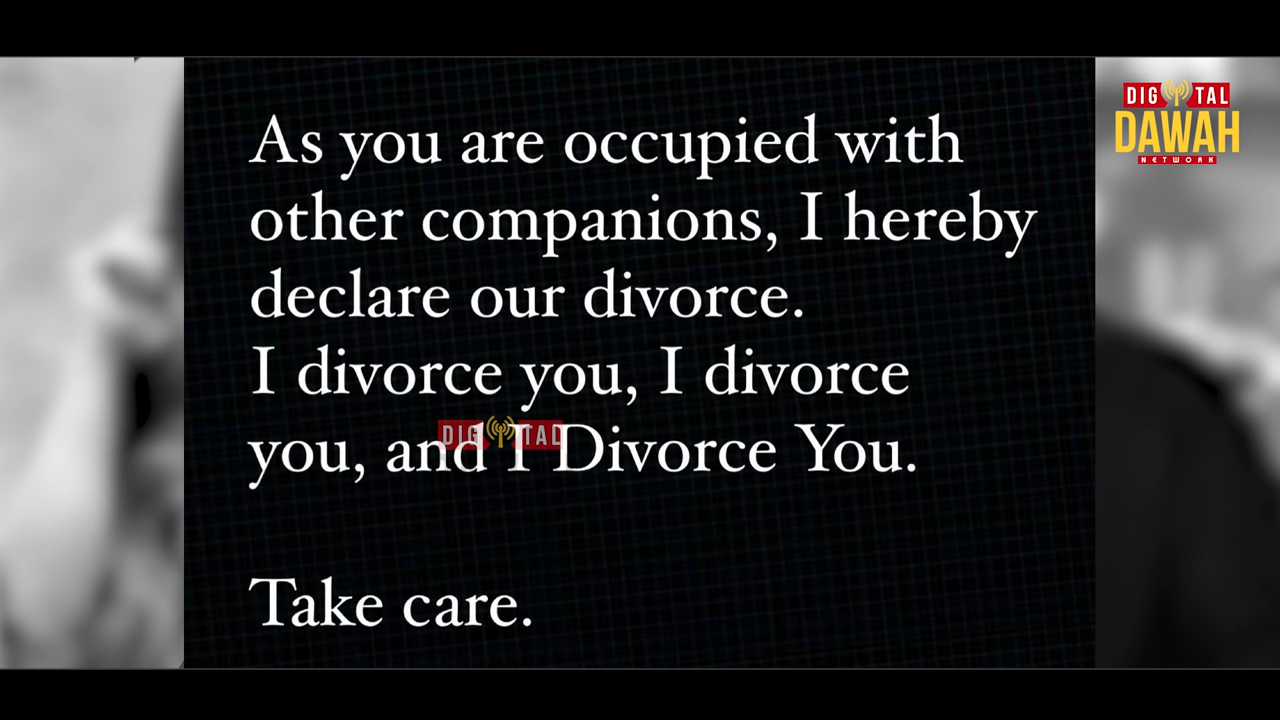 DIGITAL
DAWAH
NETWORK
As you are occupied with
other companions, I hereby
declare our divorce.
I divorce you, I divorce
you, and I Divorce You.
DIGITAL
Take care.